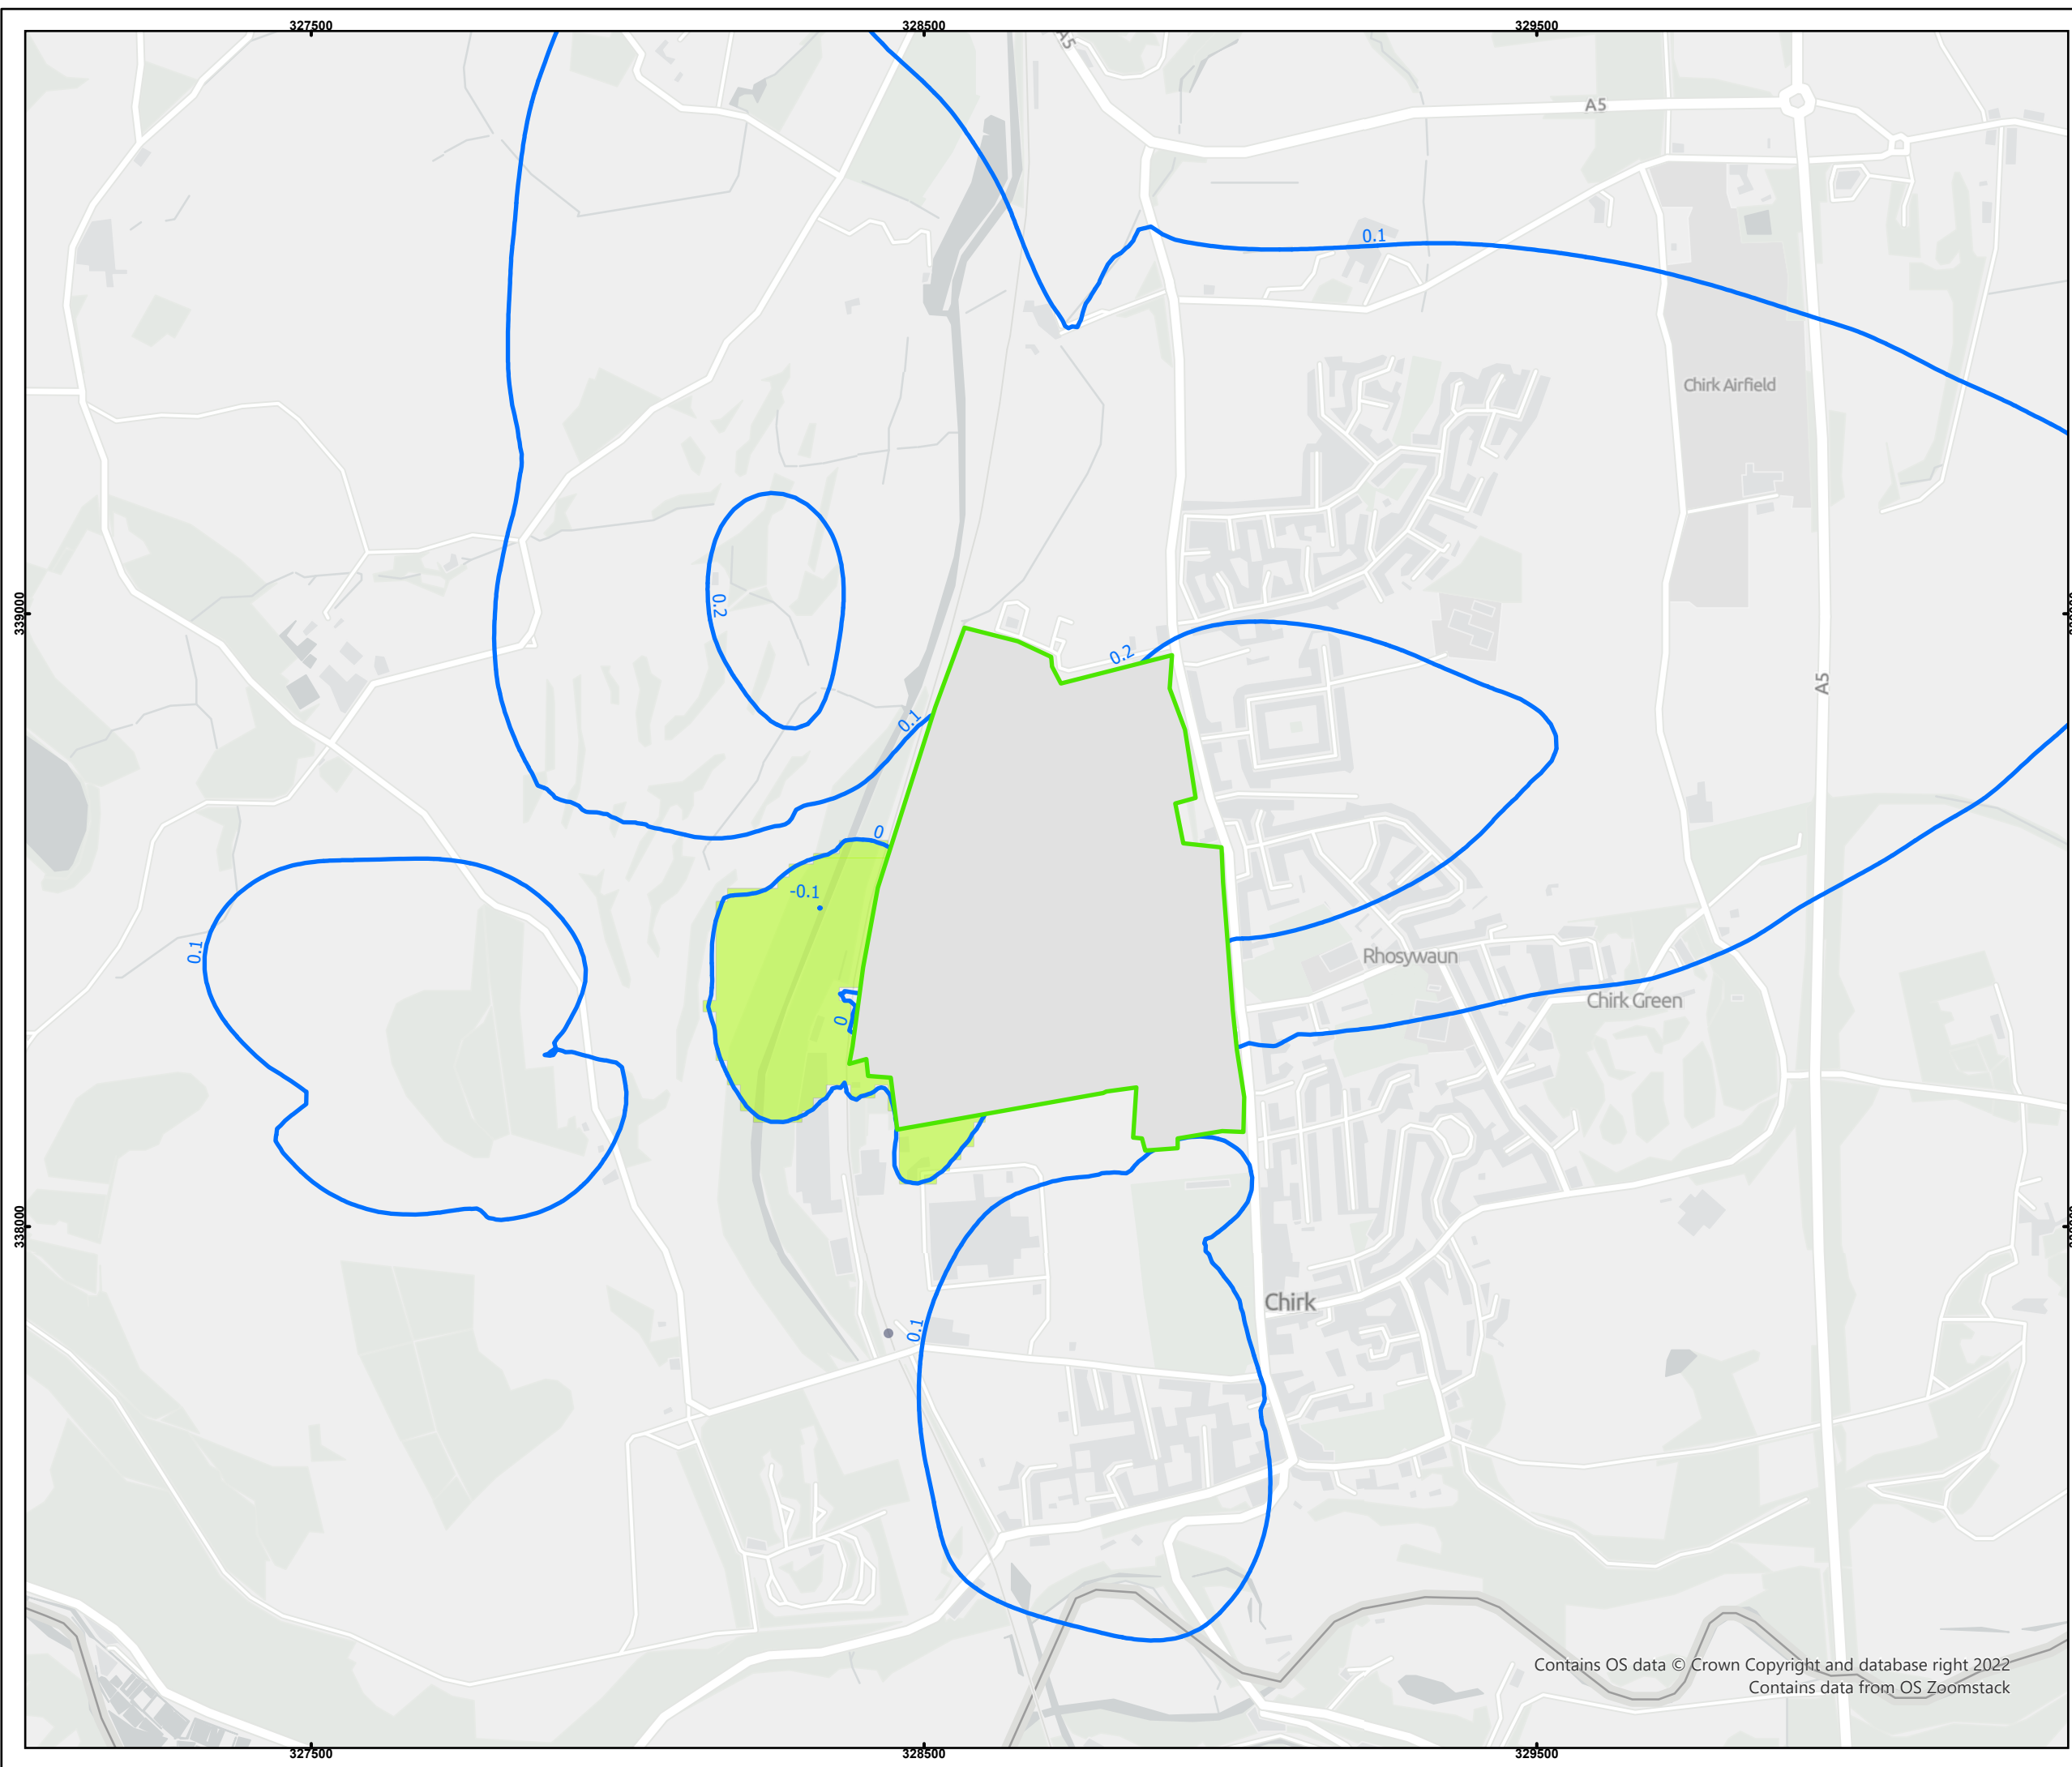 327500
328500
329500
A5
A5
0.1
Chirk Airfield
339000
0.2
0.2
A5
0.1
0
-0.1
0.1
Rhosywaun
Chirk Green
0
338000
Chirk
0.1
Contains OS data © Crown Copyright and database right 2022
Contains data from OS Zoomstack
327500
328500
329500